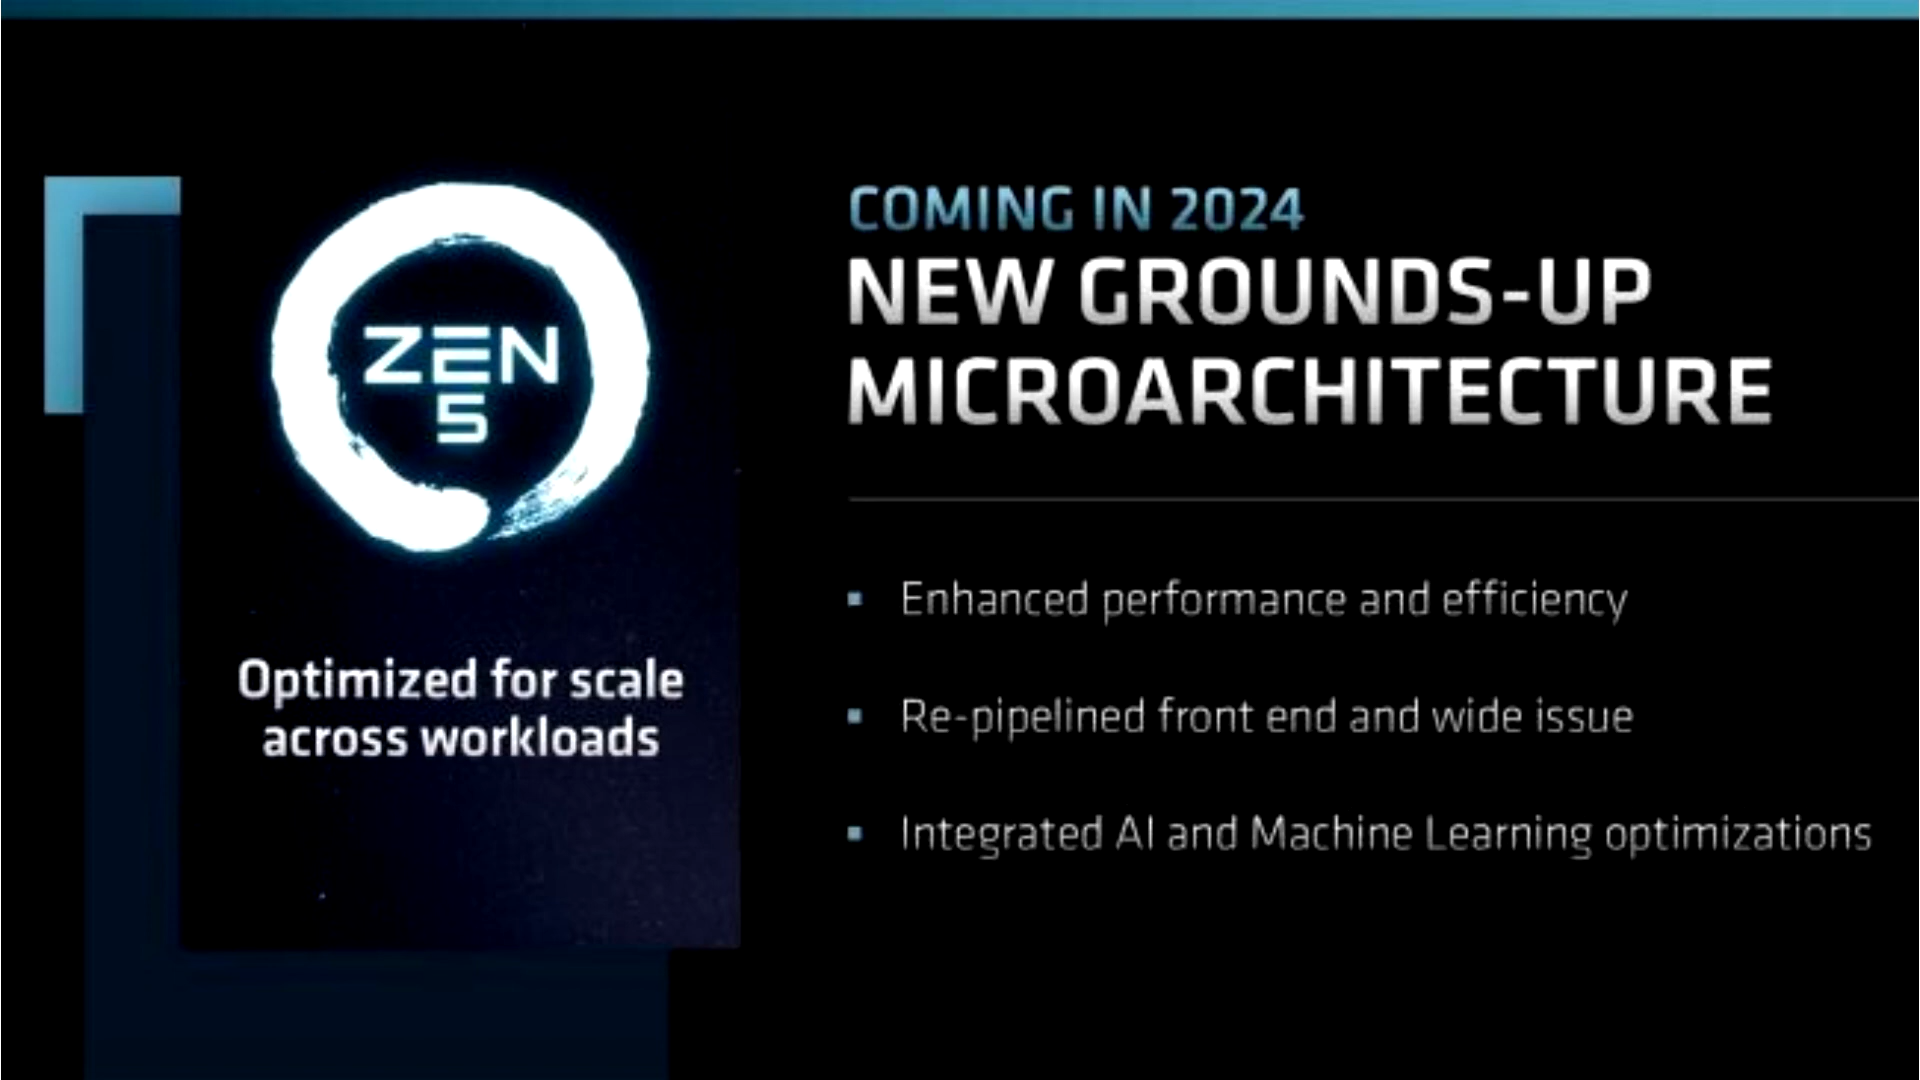 ZEN
5
Optimized for scale
across workloads
COMING IN 2024
NEW GROUNDS-UP
MICROARCHITECTURE
Enhanced performance and efficiency
Re-pipelined front end and wide issue
Integrated AI and Machine Learning optimizations